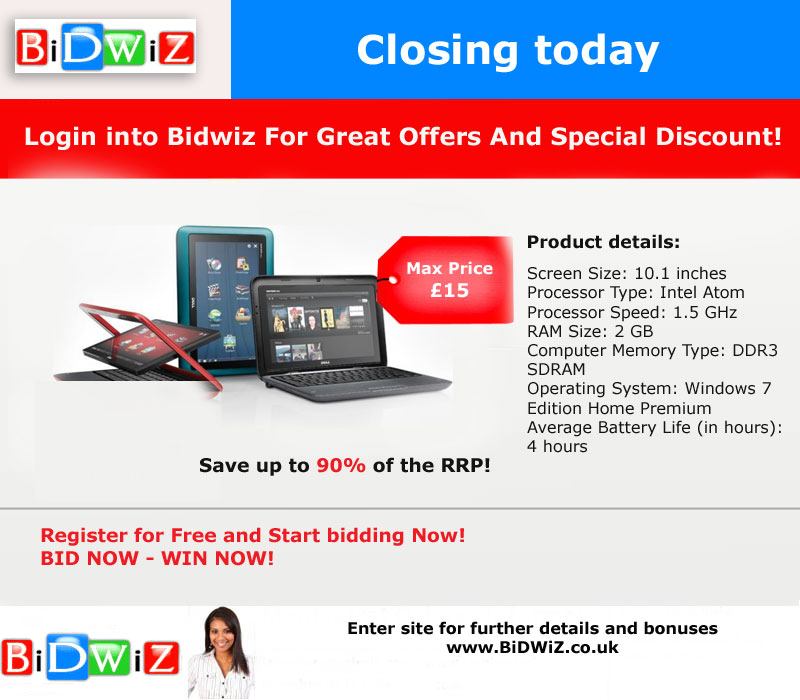 BiDWiZ
Closing today
Login into Bidwiz For Great Offers And Special Discount!
Max Price
£15
Product details:
Screen Size: 10.1 inches
Processor Type: Intel Atom
Processor Speed: 1.5 GHz
RAM Size: 2 GB
Computer Memory Type: DDR3
SDRAM
Operating System: Windows 7
Edition Home Premium
Average Battery Life (in hours):
4 hours
DELL
DELL
Save up to 90% of the RRP!
Register for Free and Start bidding Now!
BID NOW - WIN NOW!
BiDWiZ
Enter site for further details and bonuses
www.BiDWiZ.co.uk